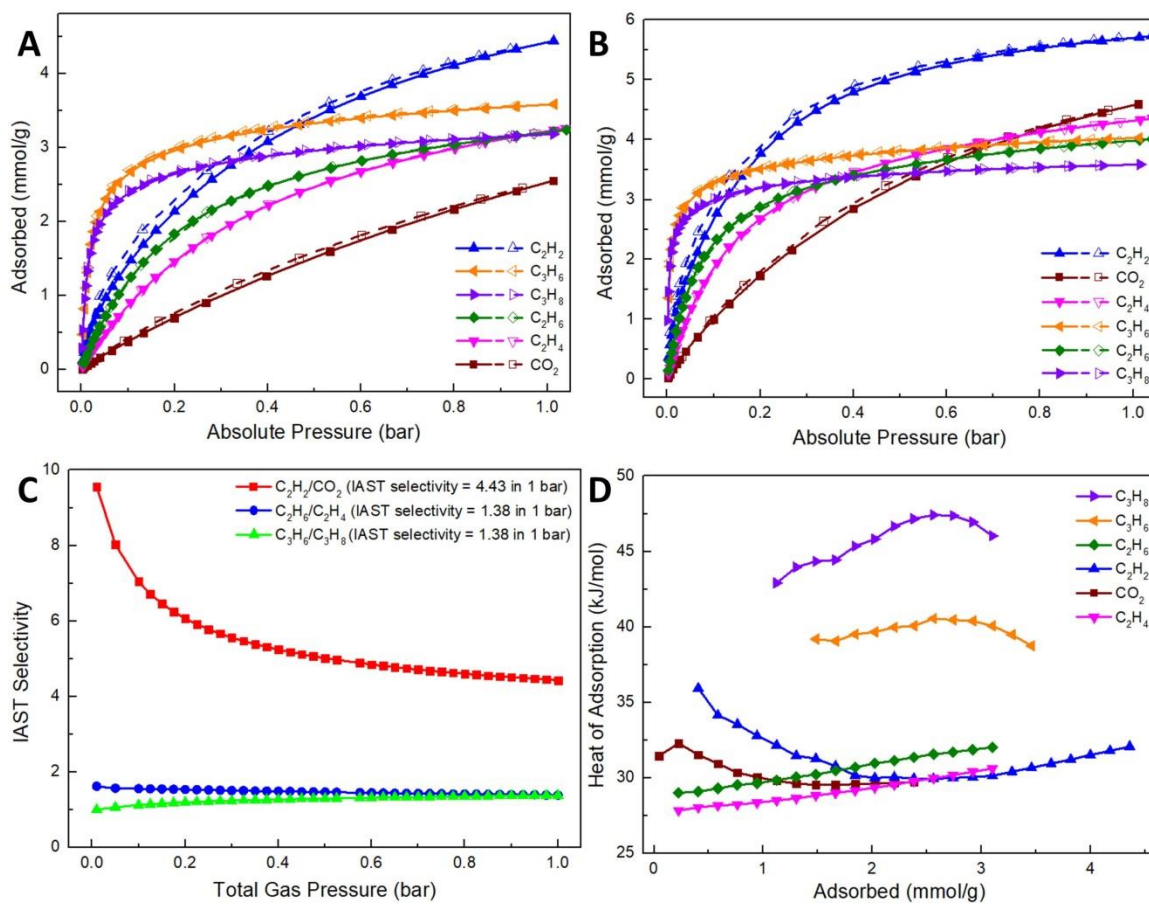 A
Adsorbed (mmol/g)
4
3
2
1
0
C₂H₂
C₃H₆
C₃H₈
C₂H₆
C₂H₄
CO₂
0.0 0.2 0.4 0.6 0.8 1.0
Absolute Pressure (bar)
B
Adsorbed (mmol/g)
6
5
4
3
2
1
0
C₂H₂
CO₂
C₂H₄
C₃H₆
C₂H₆
C₃H₈
0.0 0.2 0.4 0.6 0.8 1.0
Absolute Pressure (bar)
C
IAST Selectivity
10
8
6
4
2
0
C₂H₂/CO₂ (IAST selectivity = 4.43 in 1 bar)
C₂H₆/C₂H₄ (IAST selectivity = 1.38 in 1 bar)
C₃H₆/C₃H₈ (IAST selectivity = 1.38 in 1 bar)
0.0 0.2 0.4 0.6 0.8 1.0
Total Gas Pressure (bar)
D
Heat of Adsorption (kJ/mol)
50
45
40
35
30
25
C₃H₈
C₃H₆
C₂H₆
C₂H₂
CO₂
C₂H₄
0 1 2 3 4
Adsorbed (mmol/g)